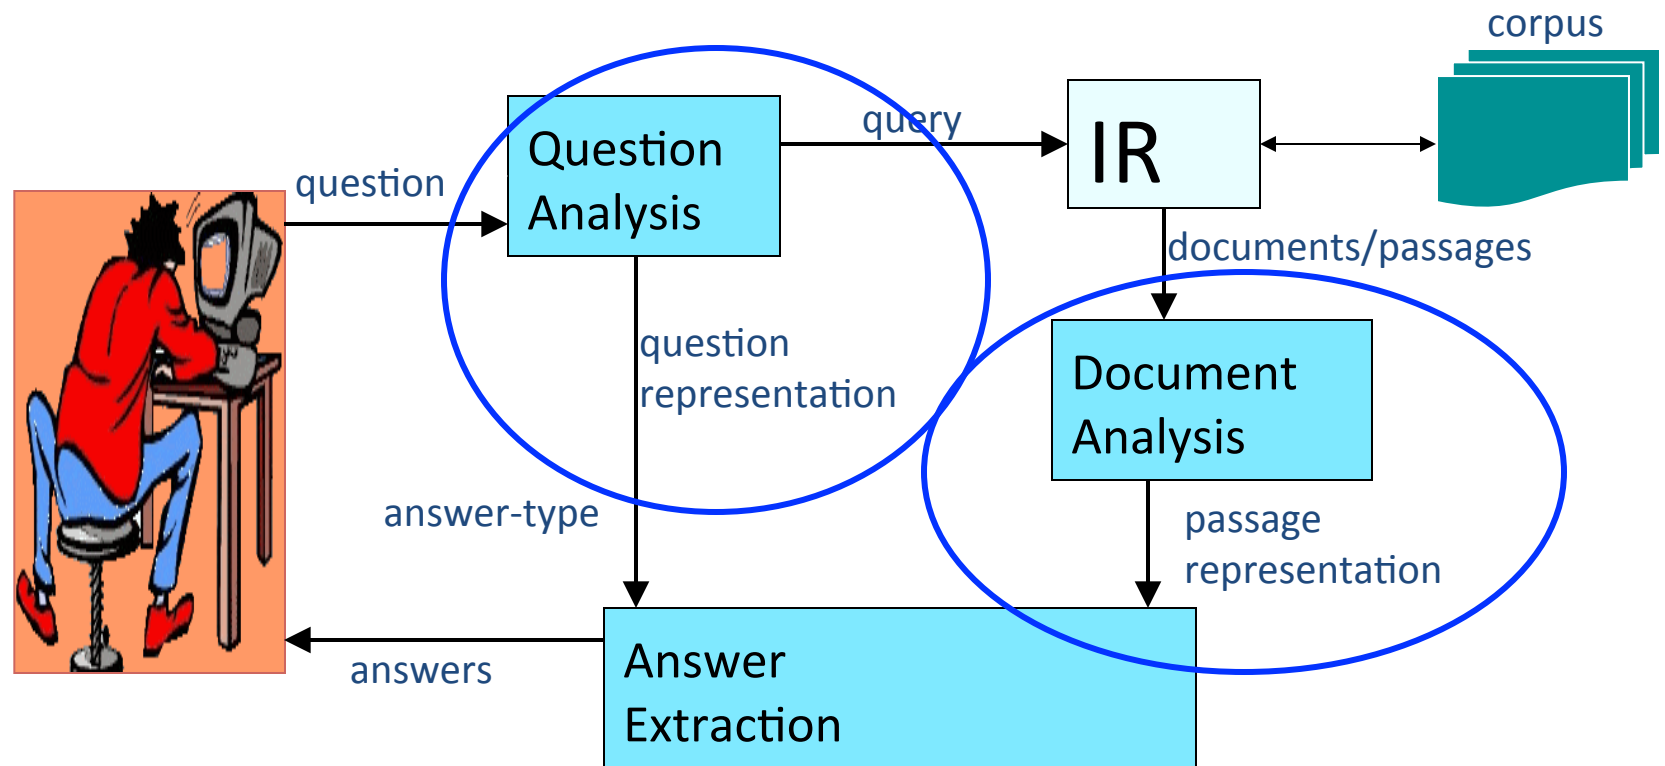 corpus
query
IR
Question
Analysis
question
documents/passages
question
representation
Document
Analysis
answer-type
passage
representation
answers
Answer
Extraction